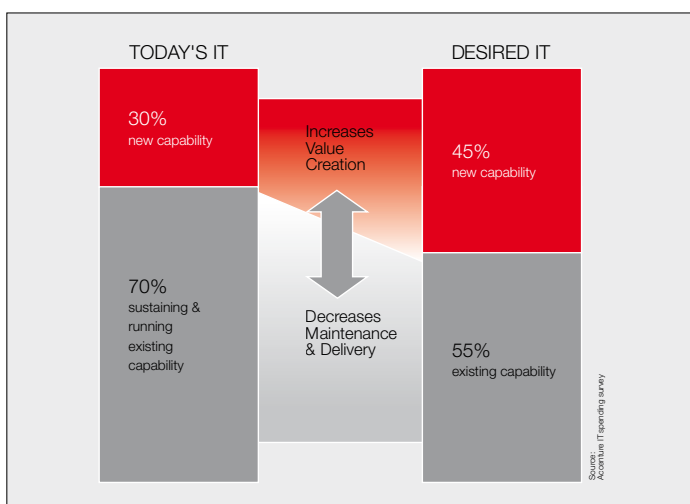 TODAY'S IT
30%
new capability
70%
sustaining &
running
existing
capability
Increases
Value
Creation
Decreases
Maintenance
& Delivery
DESIRED IT
45%
new capability
55%
existing capability
Source:
Accenture IT spending survey